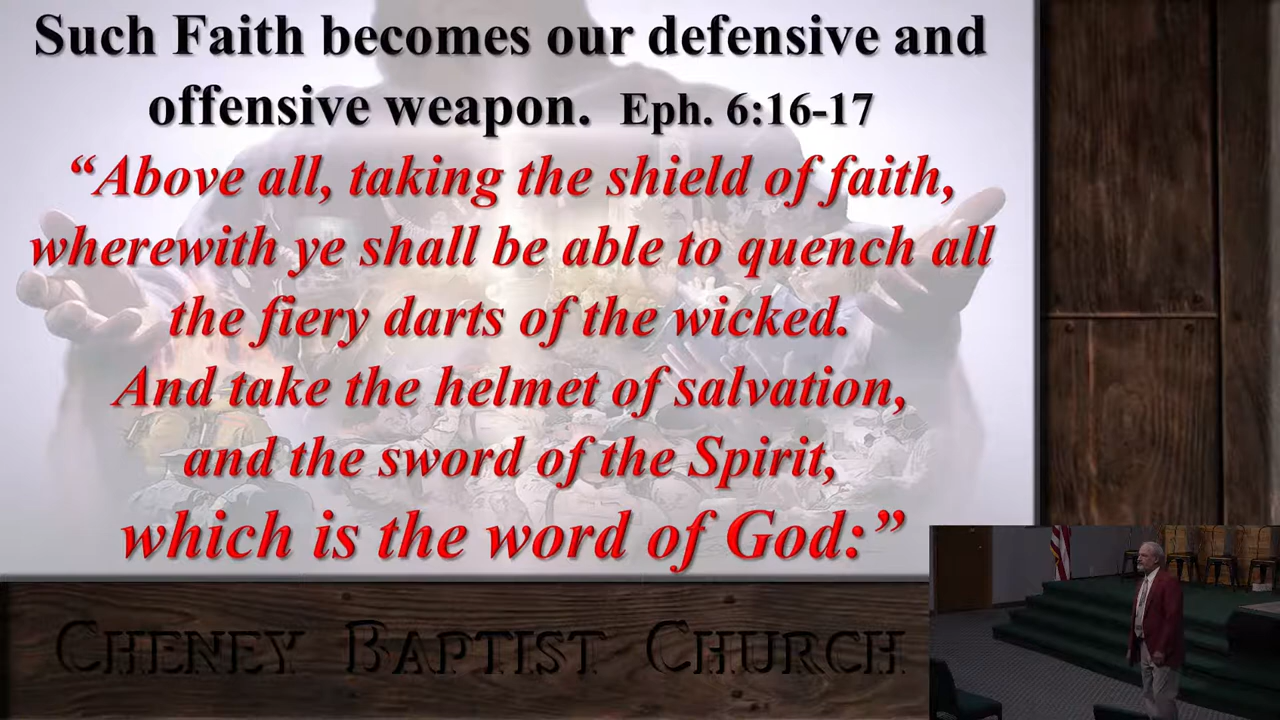 Such Faith becomes our defensive and
offensive weapon. Eph. 6:16-17
“Above all, taking the shield of faith,
wherewith ye shall be able to quench all
the fiery darts of the wicked.
And take the helmet of salvation,
and the sword of the Spirit,
which is the word of God:”
CHENEY BAPTIST CHURCH